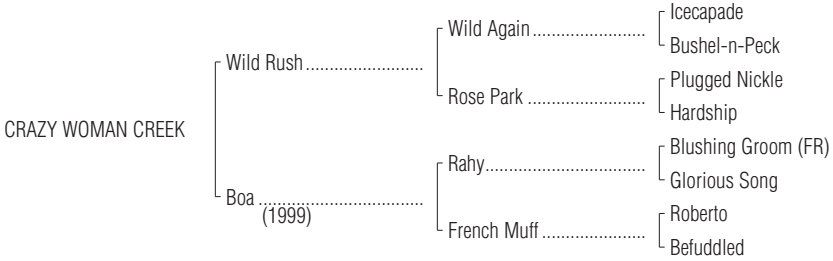 Icecapade
Wild Again........................
Bushel-n-Peck
Wild Rush.........................
Plugged Nickle
Rose Park .........................
Hardship
CRAZY WOMAN CREEK
Blushing Groom (FR)
Rahy..................................
Glorious Song
Boa ...................................
(1999)
Roberto
French Muff......................
Befuddled